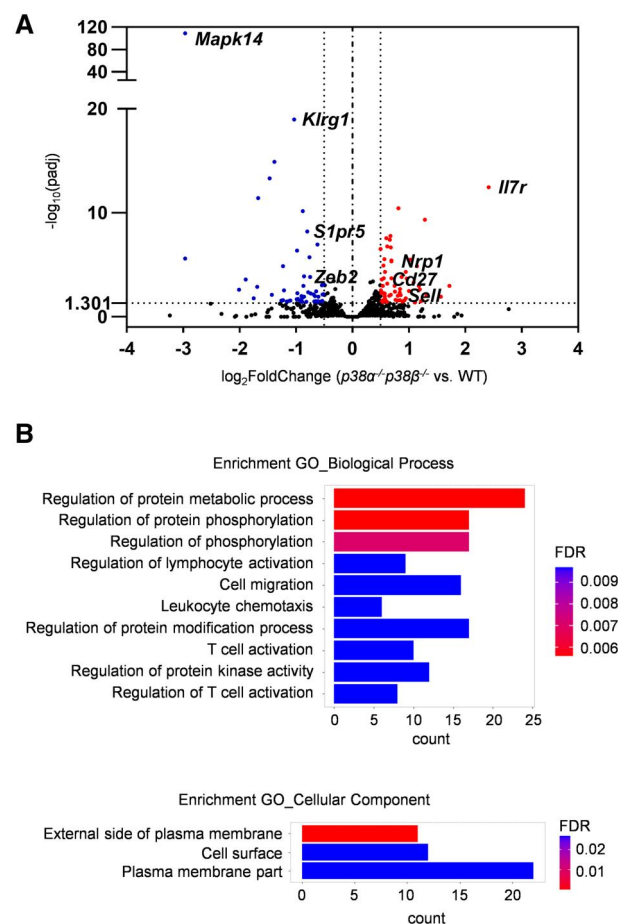 A
120
80
40
20
10
1.301
0
-log10(padj)
Mapk14
Klrg1
Il7r
S1pr5
Nrp1
Zeb2
Cd27
Sell
-4 -3 -2 -1 0 1 2 3 4
log2FoldChange (p38α-/-p38β-/- vs. WT)
B
Enrichment GO_Biological Process
Regulation of protein metabolic process
Regulation of protein phosphorylation
Regulation of phosphorylation
Regulation of lymphocyte activation
Cell migration
Leukocyte chemotaxis
Regulation of protein modification process
T cell activation
Regulation of protein kinase activity
Regulation of T cell activation
0 5 10 15 20 25
count
FDR
0.009
0.008
0.007
0.006
Enrichment GO_Cellular Component
External side of plasma membrane
Cell surface
Plasma membrane part
0 5 10 15 20
count
FDR
0.02
0.01